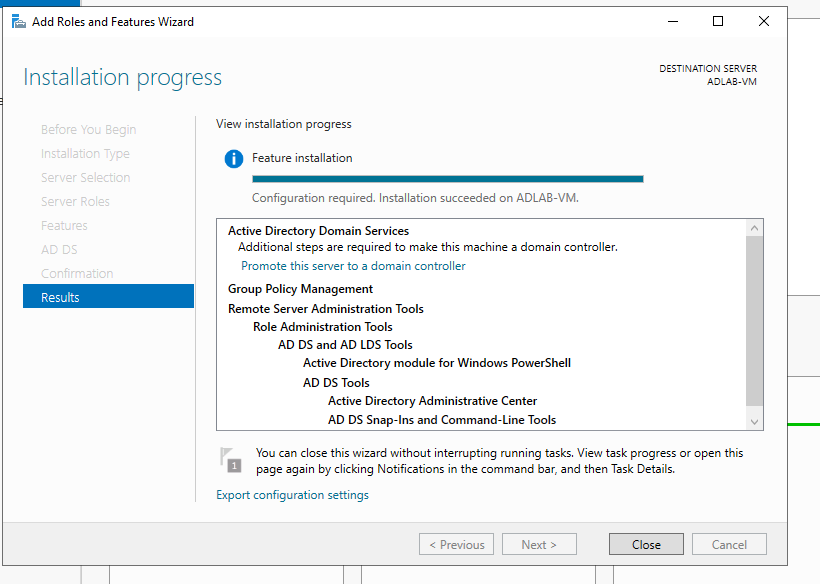 Add Roles and Features Wizard
Installation progress
DESTINATION SERVER
ADLAB-VM
Before You Begin
Installation Type
Server Selection
Server Roles
Features
AD DS
Confirmation
Results
View installation progress
Feature installation
Configuration required. Installation succeeded on ADLAB-VM.
Active Directory Domain Services
Additional steps are required to make this machine a domain controller.
Promote this server to a domain controller
Group Policy Management
Remote Server Administration Tools
Role Administration Tools
AD DS and AD LDS Tools
Active Directory module for Windows PowerShell
AD DS Tools
Active Directory Administrative Center
AD DS Snap-Ins and Command-Line Tools
1
You can close this wizard without interrupting running tasks. View task progress or open this
page again by clicking Notifications in the command bar, and then Task Details.
Export configuration settings
< Previous
Next >
Close
Cancel